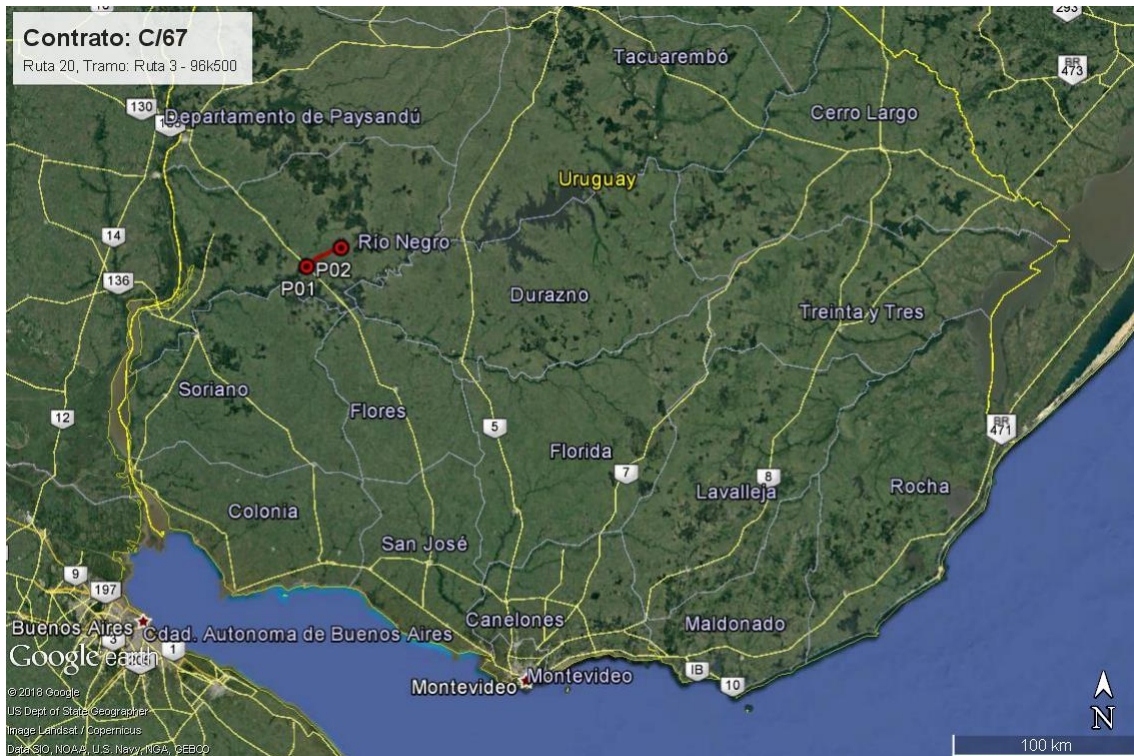 Contrato: C/67
Ruta 20, Tramo: Ruta 3 - 96k500
293
BR
473
Tacuarembó
130
Departamento de Paysandú
Cerro Largo
Uruguay
14
Río Negro
P02
P01
136
Durazno
Treinta y Tres
Soriano
Flores
12
5
BR
471
Florida
7
8
Lavalleja
Rocha
Colonia
San José
9
197
Canelones
Maldonado
Buenos Aires
Cdad. Autonoma de Buenos Aires
3
1
Google earth
IB
Montevideo
Montevideo
10
© 2018 Google
US Dept of State Geographer
Image Landsat / Copernicus
Data SIO, NOAA, U.S. Navy, NGA, GEBCO
N
100 km